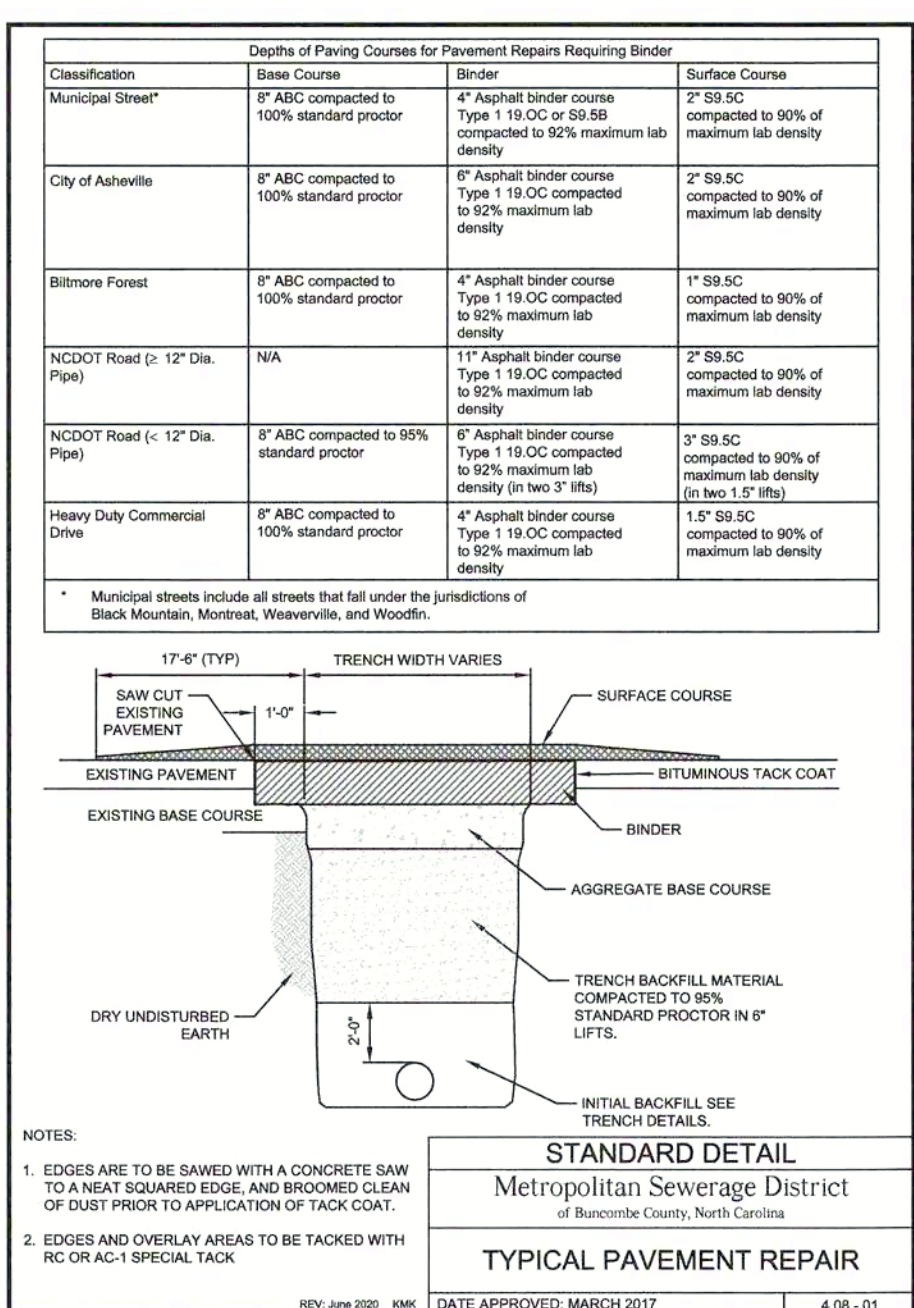 Depths of Paving Courses for Pavement Repairs Requiring Binder
Classification Base Course Binder Surface Course
Municipal Street*
8" ABC compacted to
100% standard proctor
4" Asphalt binder course
Type 1 19.OC or S9.5B
compacted to 92% maximum lab
density
2" S9.5C
compacted to 90% of
maximum lab density
City of Asheville
8" ABC compacted to
100% standard proctor
6" Asphalt binder course
Type 1 19.OC compacted
to 92% maximum lab
density
2" S9.5C
compacted to 90% of
maximum lab density
Biltmore Forest
8" ABC compacted to
100% standard proctor
4" Asphalt binder course
Type 1 19.OC compacted
to 92% maximum lab
density
1" S9.5C
compacted to 90% of
maximum lab density
NCDOT Road (≥ 12" Dia.
Pipe)
N/A
11" Asphalt binder course
Type 1 19.OC compacted
to 92% maximum lab
density
2" S9.5C
compacted to 90% of
maximum lab density
NCDOT Road (< 12" Dia.
Pipe)
8" ABC compacted to 95%
standard proctor
6" Asphalt binder course
Type 1 19.OC compacted
to 92% maximum lab
density (in two 3" lifts)
3" S9.5C
compacted to 90% of
maximum lab density
(in two 1.5" lifts)
Heavy Duty Commercial
Drive
8" ABC compacted to
100% standard proctor
4" Asphalt binder course
Type 1 19.OC compacted
to 92% maximum lab
density
1.5" S9.5C
compacted to 90% of
maximum lab density
* Municipal streets include all streets that fall under the jurisdictions of
Black Mountain, Montreat, Weaverville, and Woodfin.
17'-6" (TYP)
TRENCH WIDTH VARIES
SAW CUT
EXISTING
PAVEMENT
1'-0"
SURFACE COURSE
EXISTING PAVEMENT
BITUMINOUS TACK COAT
EXISTING BASE COURSE
BINDER
AGGREGATE BASE COURSE
TRENCH BACKFILL MATERIAL
COMPACTED TO 95%
STANDARD PROCTOR IN 6"
LIFTS.
DRY UNDISTURBED
EARTH
2'-0"
INITIAL BACKFILL SEE
TRENCH DETAILS.
NOTES:
1. EDGES ARE TO BE SAWED WITH A CONCRETE SAW
TO A NEAT SQUARED EDGE, AND BROOMED CLEAN
OF DUST PRIOR TO APPLICATION OF TACK COAT.
2. EDGES AND OVERLAY AREAS TO BE TACKED WITH
RC OR AC-1 SPECIAL TACK
REV: June 2020 KMK
STANDARD DETAIL
Metropolitan Sewerage District
of Buncombe County, North Carolina
TYPICAL PAVEMENT REPAIR
DATE APPROVED: MARCH 2017
4.08 - 01